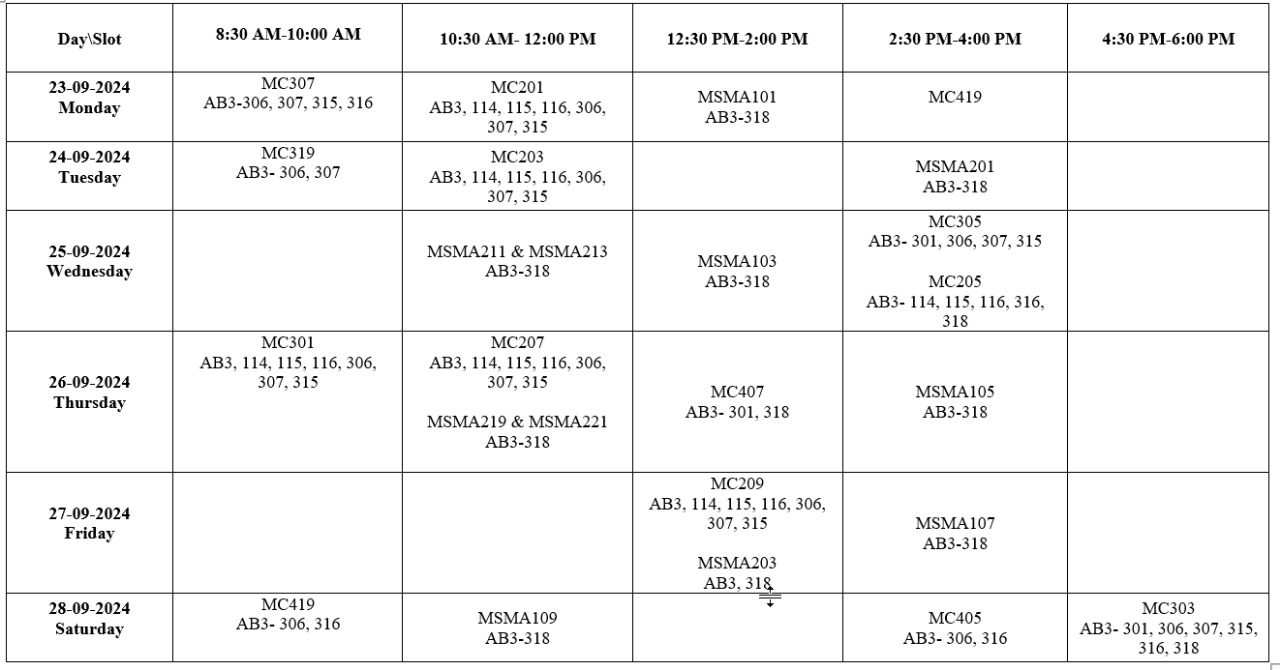 Day\Slot
8:30 AM-10:00 AM
10:30 AM- 12:00 PM
12:30 PM-2:00 PM
2:30 PM-4:00 PM
4:30 PM-6:00 PM
23-09-2024
Monday
MC307
AB3-306, 307, 315, 316
MC201
AB3, 114, 115, 116, 306,
307, 315
MSMA101
AB3-318
MC419
24-09-2024
Tuesday
MC319
AB3- 306, 307
MC203
AB3, 114, 115, 116, 306,
307, 315
MSMA201
AB3-318
25-09-2024
Wednesday
MSMA211 & MSMA213
AB3-318
MSMA103
AB3-318
MC305
AB3- 301, 306, 307, 315
MC205
AB3- 114, 115, 116, 316,
318
26-09-2024
Thursday
MC301
AB3, 114, 115, 116, 306,
307, 315
MC207
AB3, 114, 115, 116, 306,
307, 315
MSMA219 & MSMA221
AB3-318
MC407
AB3- 301, 318
MSMA105
AB3-318
27-09-2024
Friday
MC209
AB3, 114, 115, 116, 306,
307, 315
MSMA203
AB3, 318
MSMA107
AB3-318
28-09-2024
Saturday
MC419
AB3- 306, 316
MSMA109
AB3-318
MC405
AB3- 306, 316
MC303
AB3- 301, 306, 307, 315,
316, 318